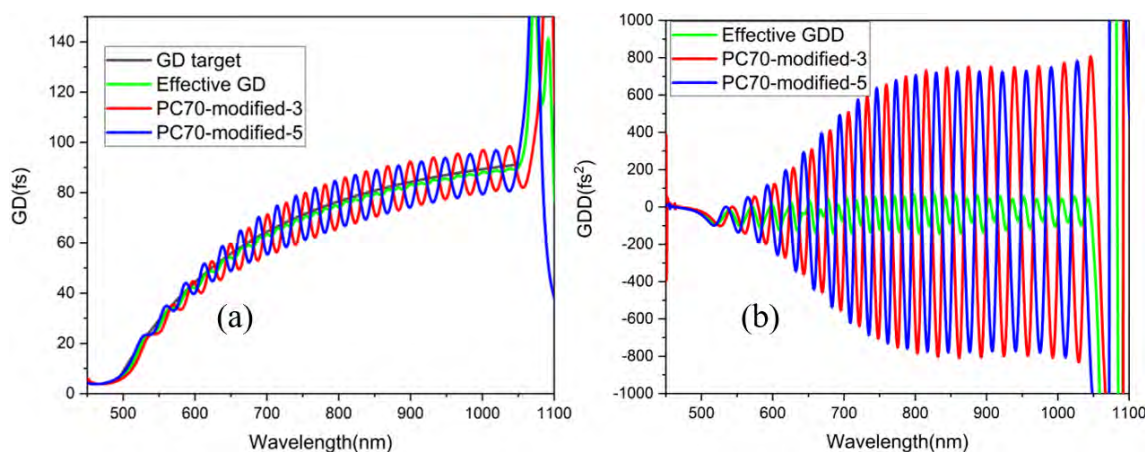 140
120
100
80
60
40
20
0
GD(fs)
GD target
Effective GD
PC70-modified-3
PC70-modified-5
(a)
500 600 700 800 900 1000 1100
Wavelength(nm)
1000
800
600
400
200
0
-200
-400
-600
-800
-1000
GDD(fs²)
Effective GDD
PC70-modified-3
PC70-modified-5
(b)
500 600 700 800 900 1000 1100
Wavelength(nm)